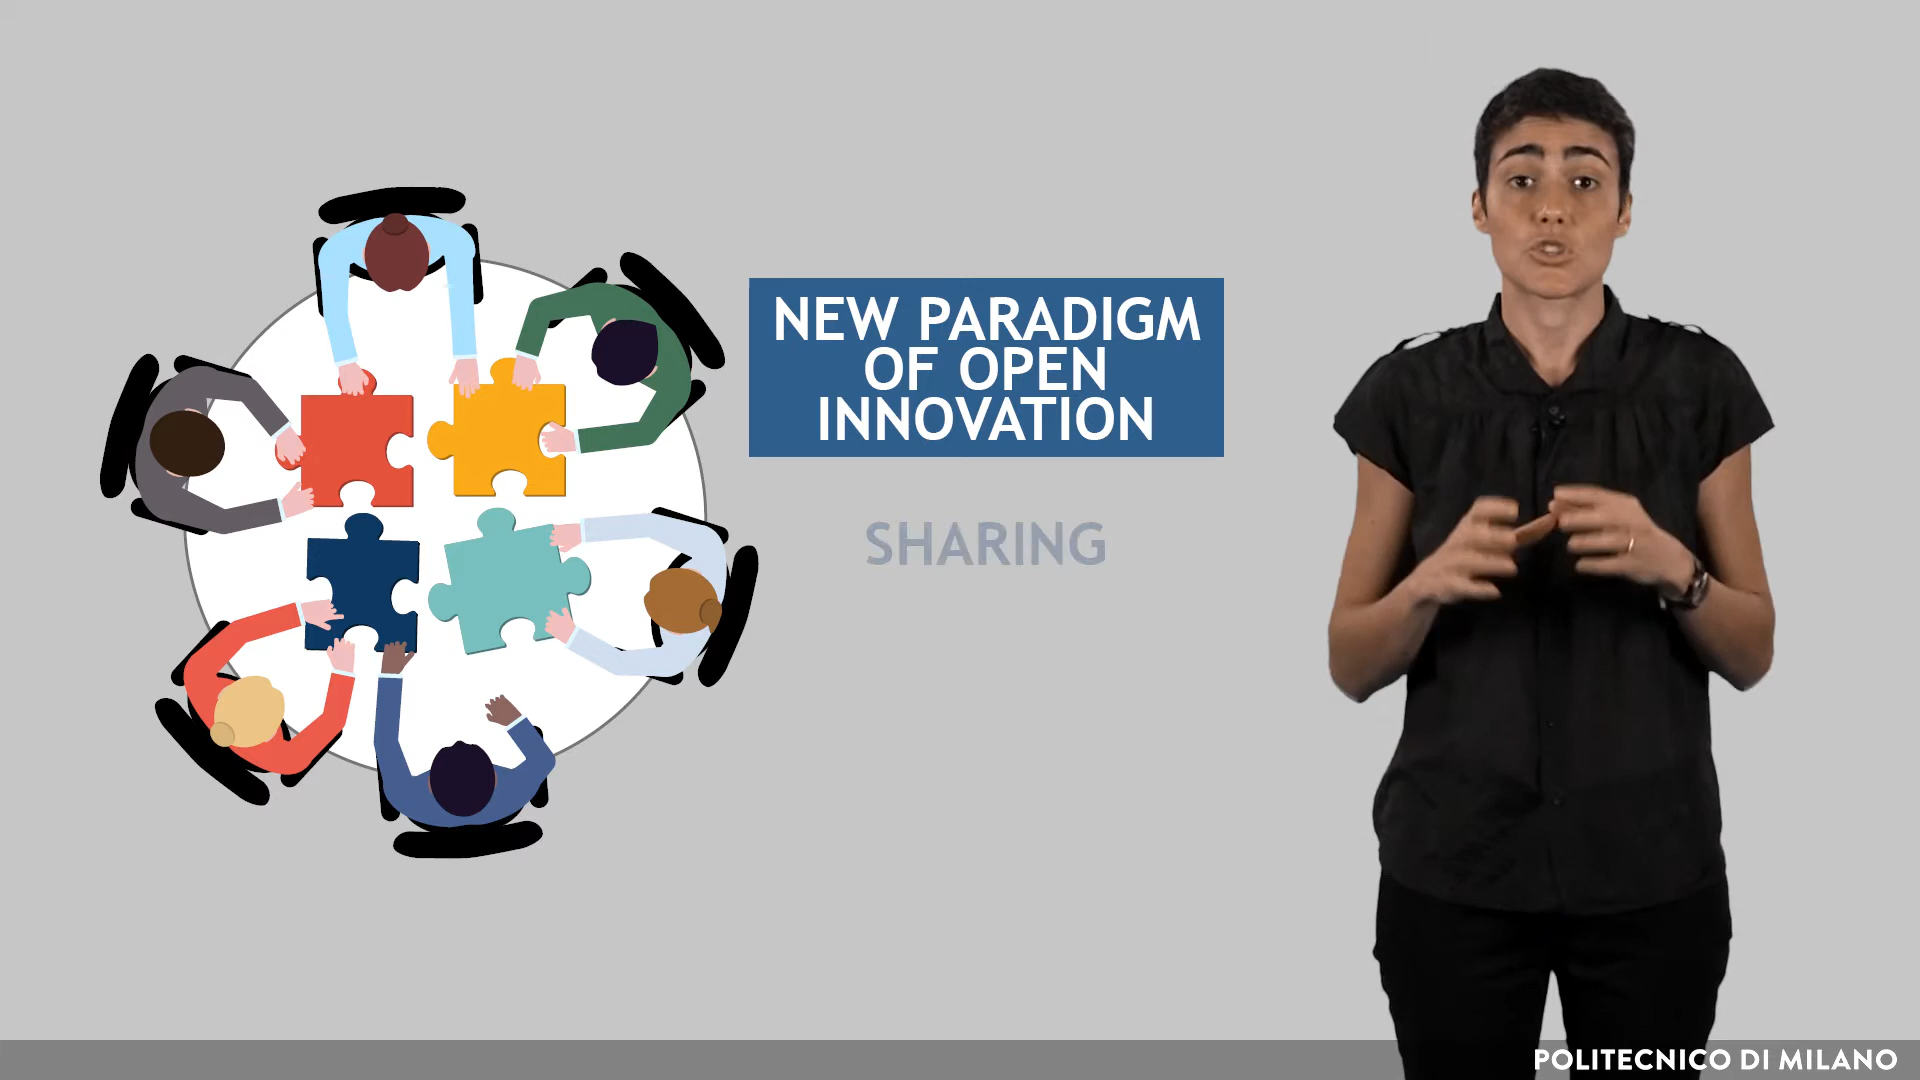 NEW PARADIGM
OF OPEN
INNOVATION
SHARING
POLITECNICO DI MILANO